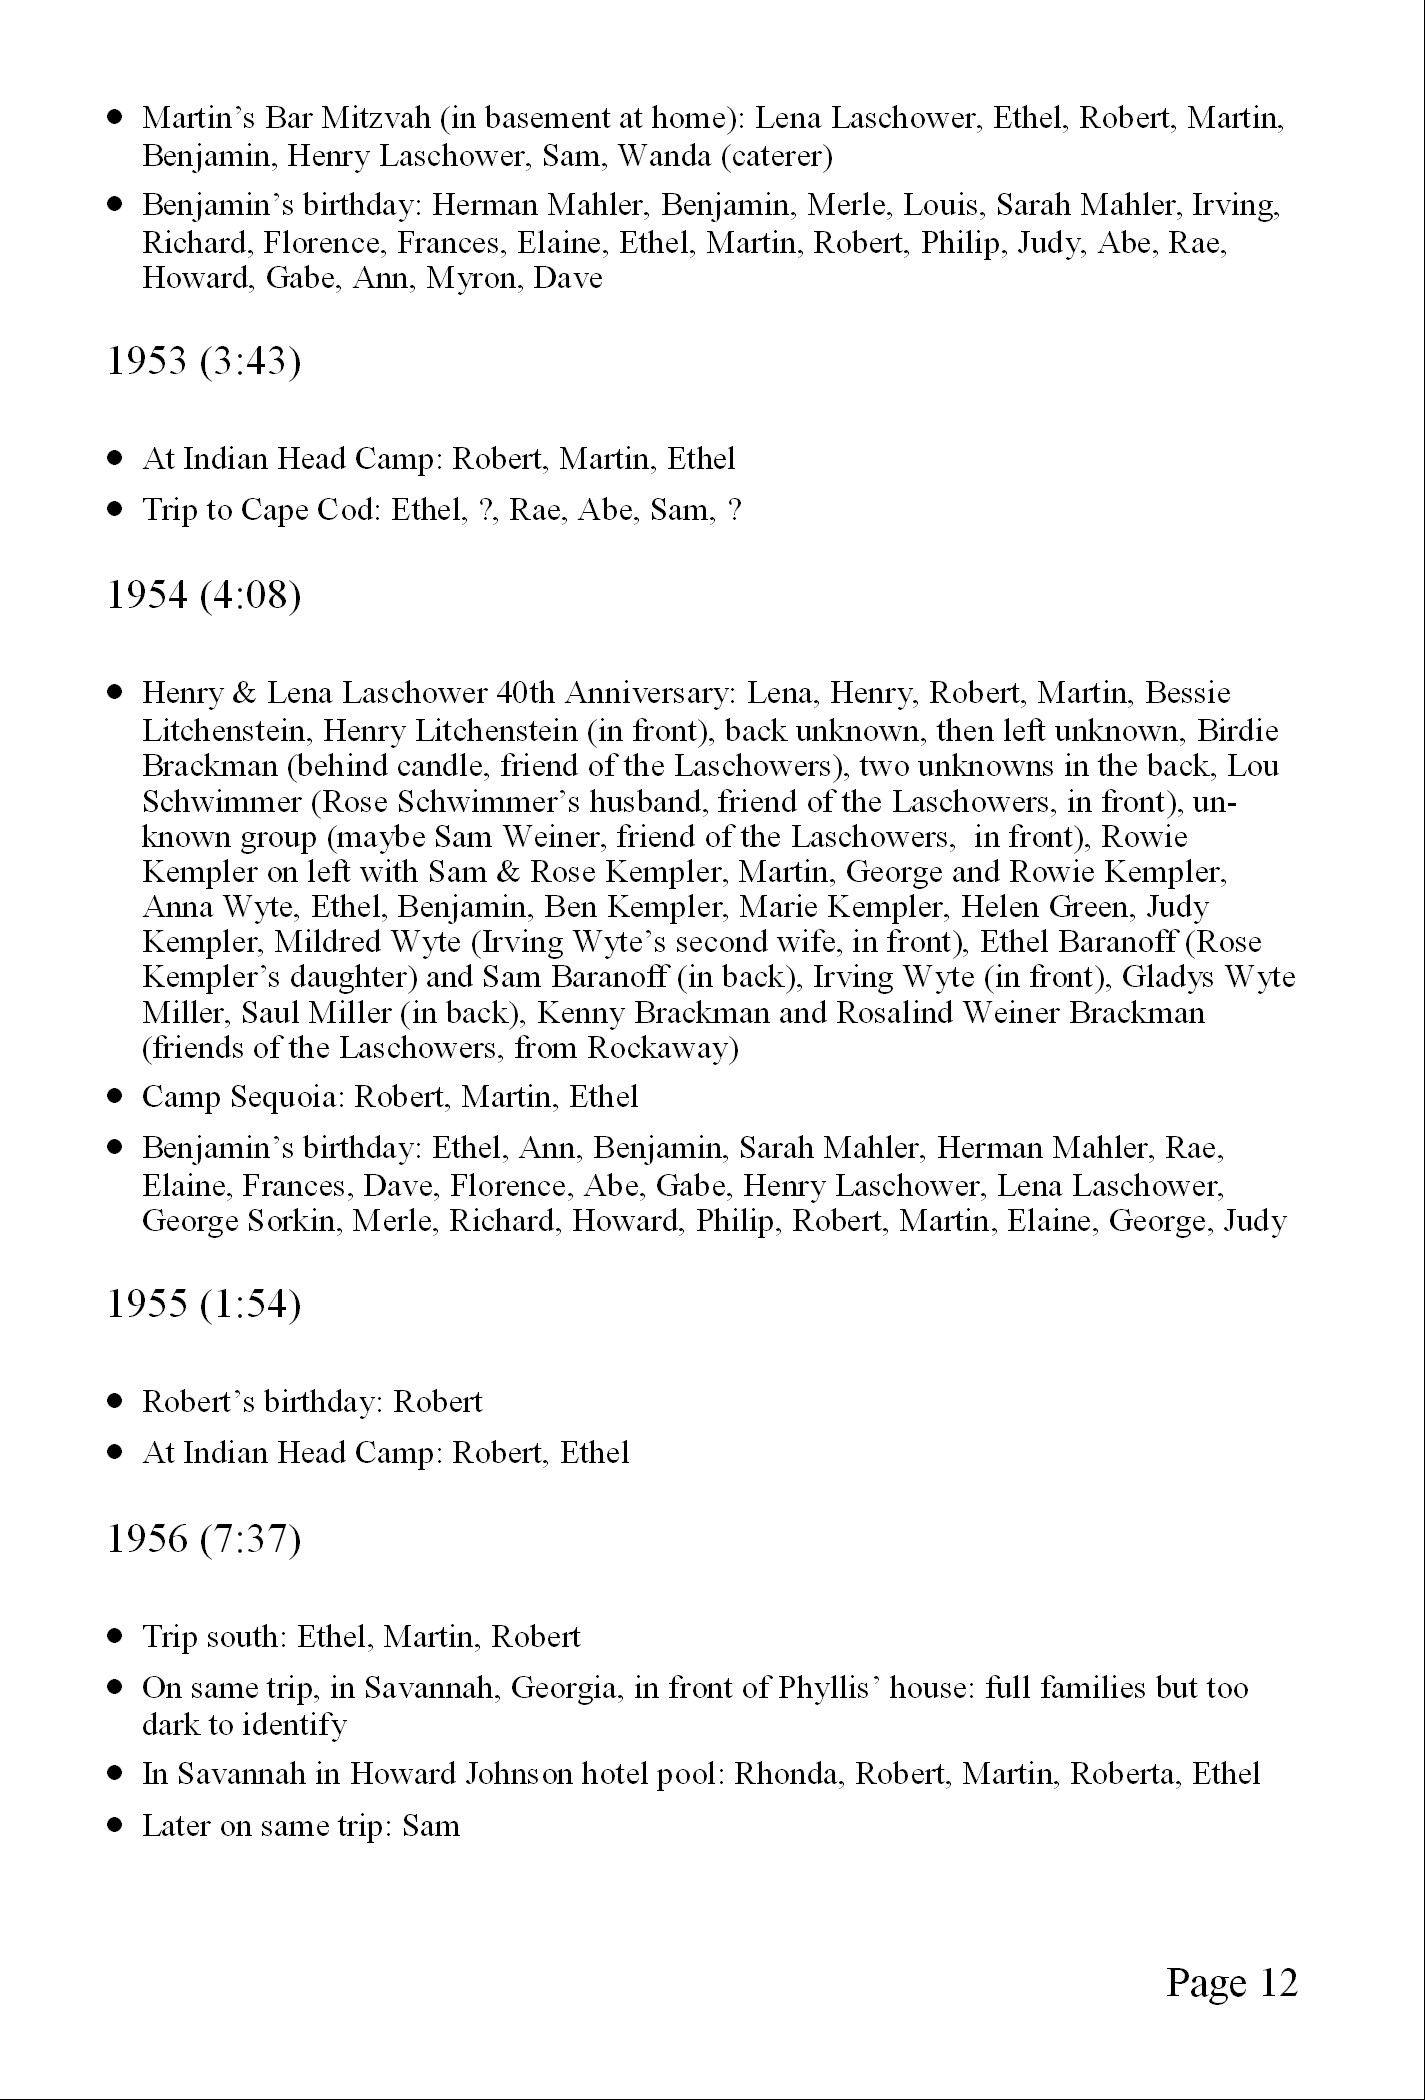 • Martin’s Bar Mitzvah (in basement at home): Lena Laschower, Ethel, Robert, Martin,
Benjamin, Henry Laschower, Sam, Wanda (caterer)
• Benjamin’s birthday: Herman Mahler, Benjamin, Merle, Louis, Sarah Mahler, Irving,
Richard, Florence, Frances, Elaine, Ethel, Martin, Robert, Philip, Judy, Abe, Rae,
Howard, Gabe, Ann, Myron, Dave
1953 (3:43)
• At Indian Head Camp: Robert, Martin, Ethel
• Trip to Cape Cod: Ethel, ?, Rae, Abe, Sam, ?
1954 (4:08)
• Henry & Lena Laschower 40th Anniversary: Lena, Henry, Robert, Martin, Bessie
Litchenstein, Henry Litchenstein (in front), back unknown, then left unknown, Birdie
Brackman (behind candle, friend of the Laschowers), two unknowns in the back, Lou
Schwimmer (Rose Schwimmer’s husband, friend of the Laschowers, in front), un-
known group (maybe Sam Weiner, friend of the Laschowers,  in front), Rowie
Kempler on left with Sam & Rose Kempler, Martin, George and Rowie Kempler,
Anna Wyte, Ethel, Benjamin, Ben Kempler, Marie Kempler, Helen Green, Judy
Kempler, Mildred Wyte (Irving Wyte’s second wife, in front), Ethel Baranoff (Rose
Kempler’s daughter) and Sam Baranoff (in back), Irving Wyte (in front), Gladys Wyte
Miller, Saul Miller (in back), Kenny Brackman and Rosalind Weiner Brackman
(friends of the Laschowers, from Rockaway)
• Camp Sequoia: Robert, Martin, Ethel
• Benjamin’s birthday: Ethel, Ann, Benjamin, Sarah Mahler, Herman Mahler, Rae,
Elaine, Frances, Dave, Florence, Abe, Gabe, Henry Laschower, Lena Laschower,
George Sorkin, Merle, Richard, Howard, Philip, Robert, Martin, Elaine, George, Judy
1955 (1:54)
• Robert’s birthday: Robert
• At Indian Head Camp: Robert, Ethel
1956 (7:37)
• Trip south: Ethel, Martin, Robert
• On same trip, in Savannah, Georgia, in front of Phyllis’ house: full families but too
dark to identify
• In Savannah in Howard Johnson hotel pool: Rhonda, Robert, Martin, Roberta, Ethel
• Later on same trip: Sam
Page 12